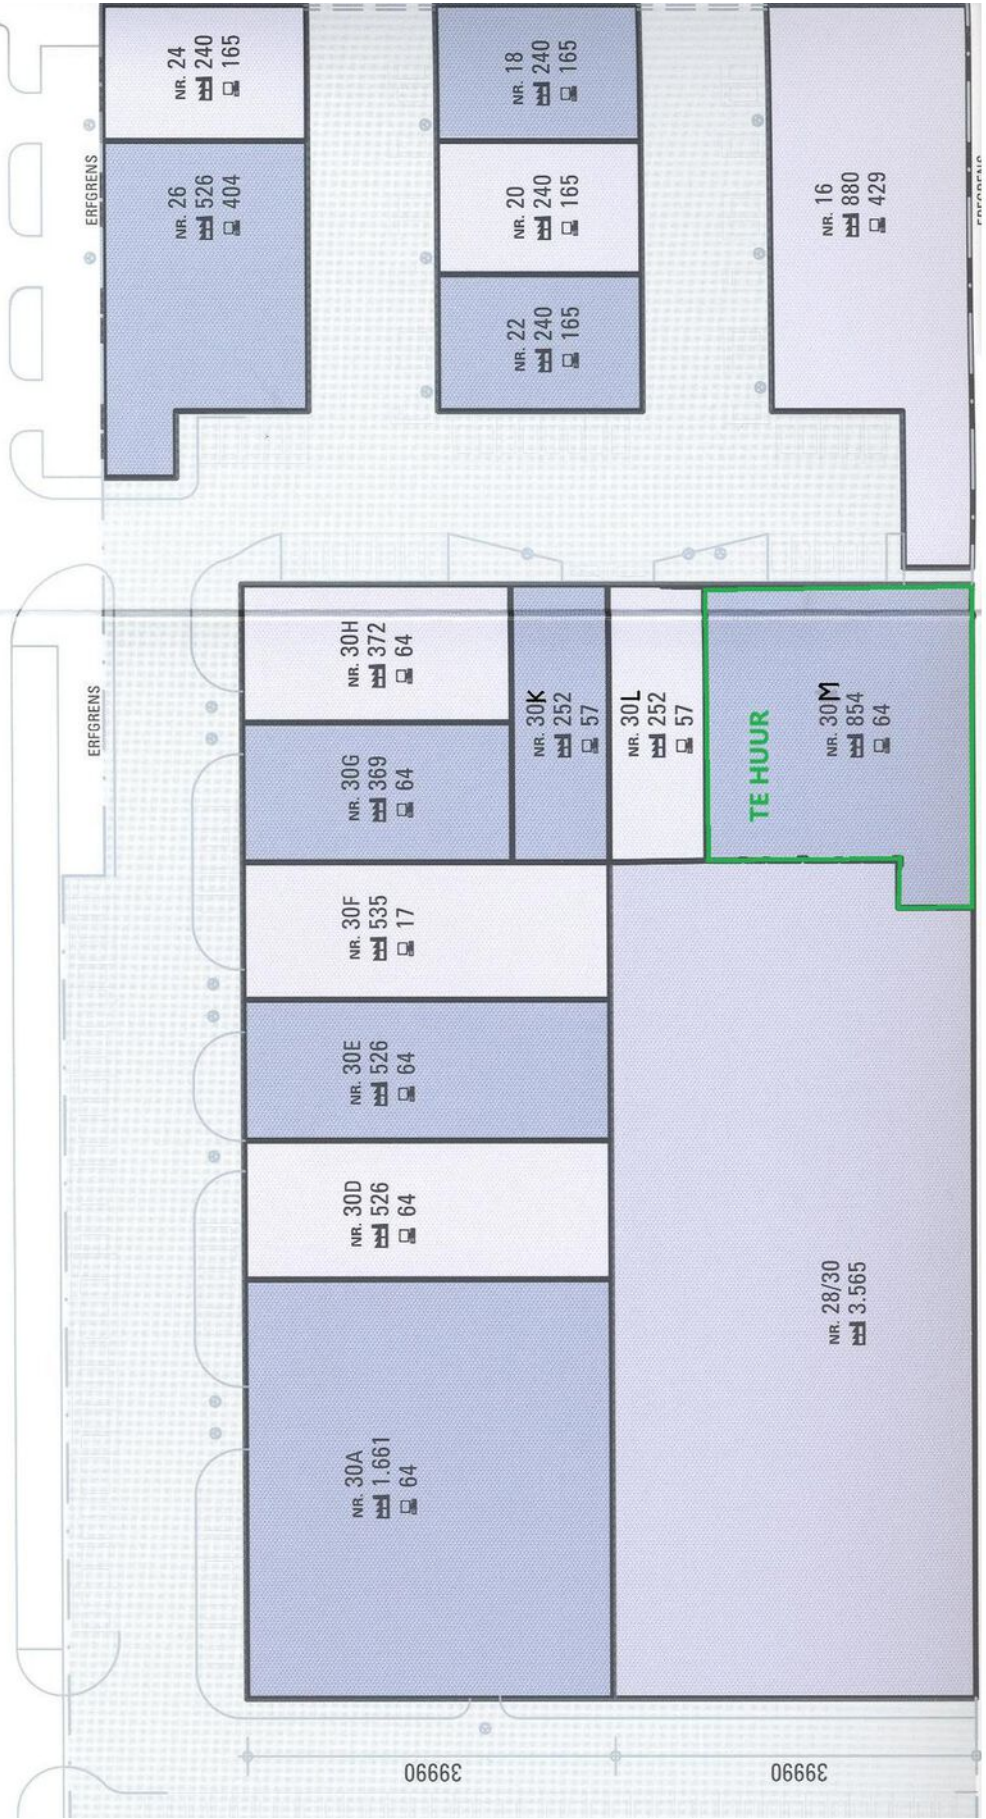 NR. 24
240
165
NR. 18
240
165
ERFGRENS
NR. 26
526
404
NR. 20
240
165
NR. 16
880
429
ERFGRENS
NR. 22
240
165
ERFGRENS
NR. 30H
372
64
NR. 30K
252
57
NR. 30L
252
57
TE HUUR
NR. 30M
854
64
NR. 30G
369
64
NR. 30F
535
17
NR. 30E
526
64
NR. 30D
526
64
NR. 28/30
3.565
NR. 30A
1.661
64
39990
39990